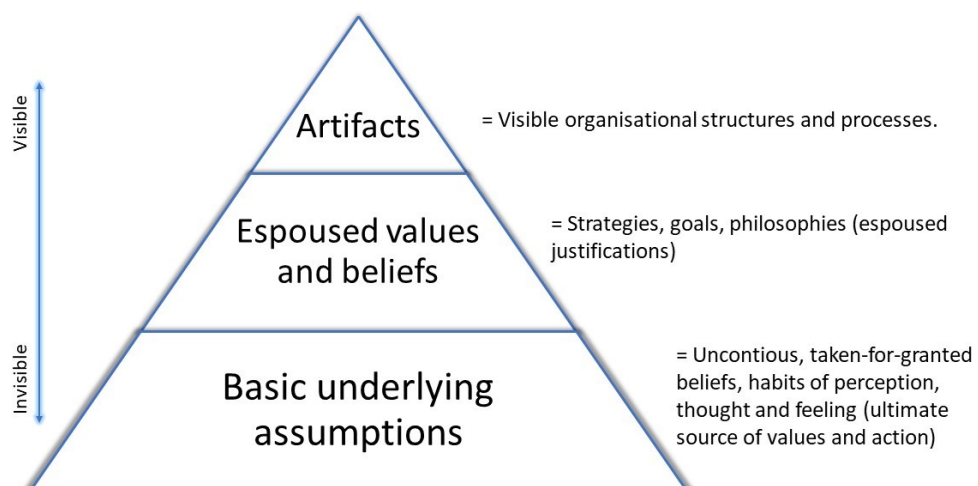 Visible
Artifacts
= Visible organisational structures and processes.
Espoused values
and beliefs
= Strategies, goals, philosophies (espoused
justifications)
Invisible
Basic underlying
assumptions
= Uncontious, taken-for-granted
beliefs, habits of perception,
thought and feeling (ultimate
source of values and action)